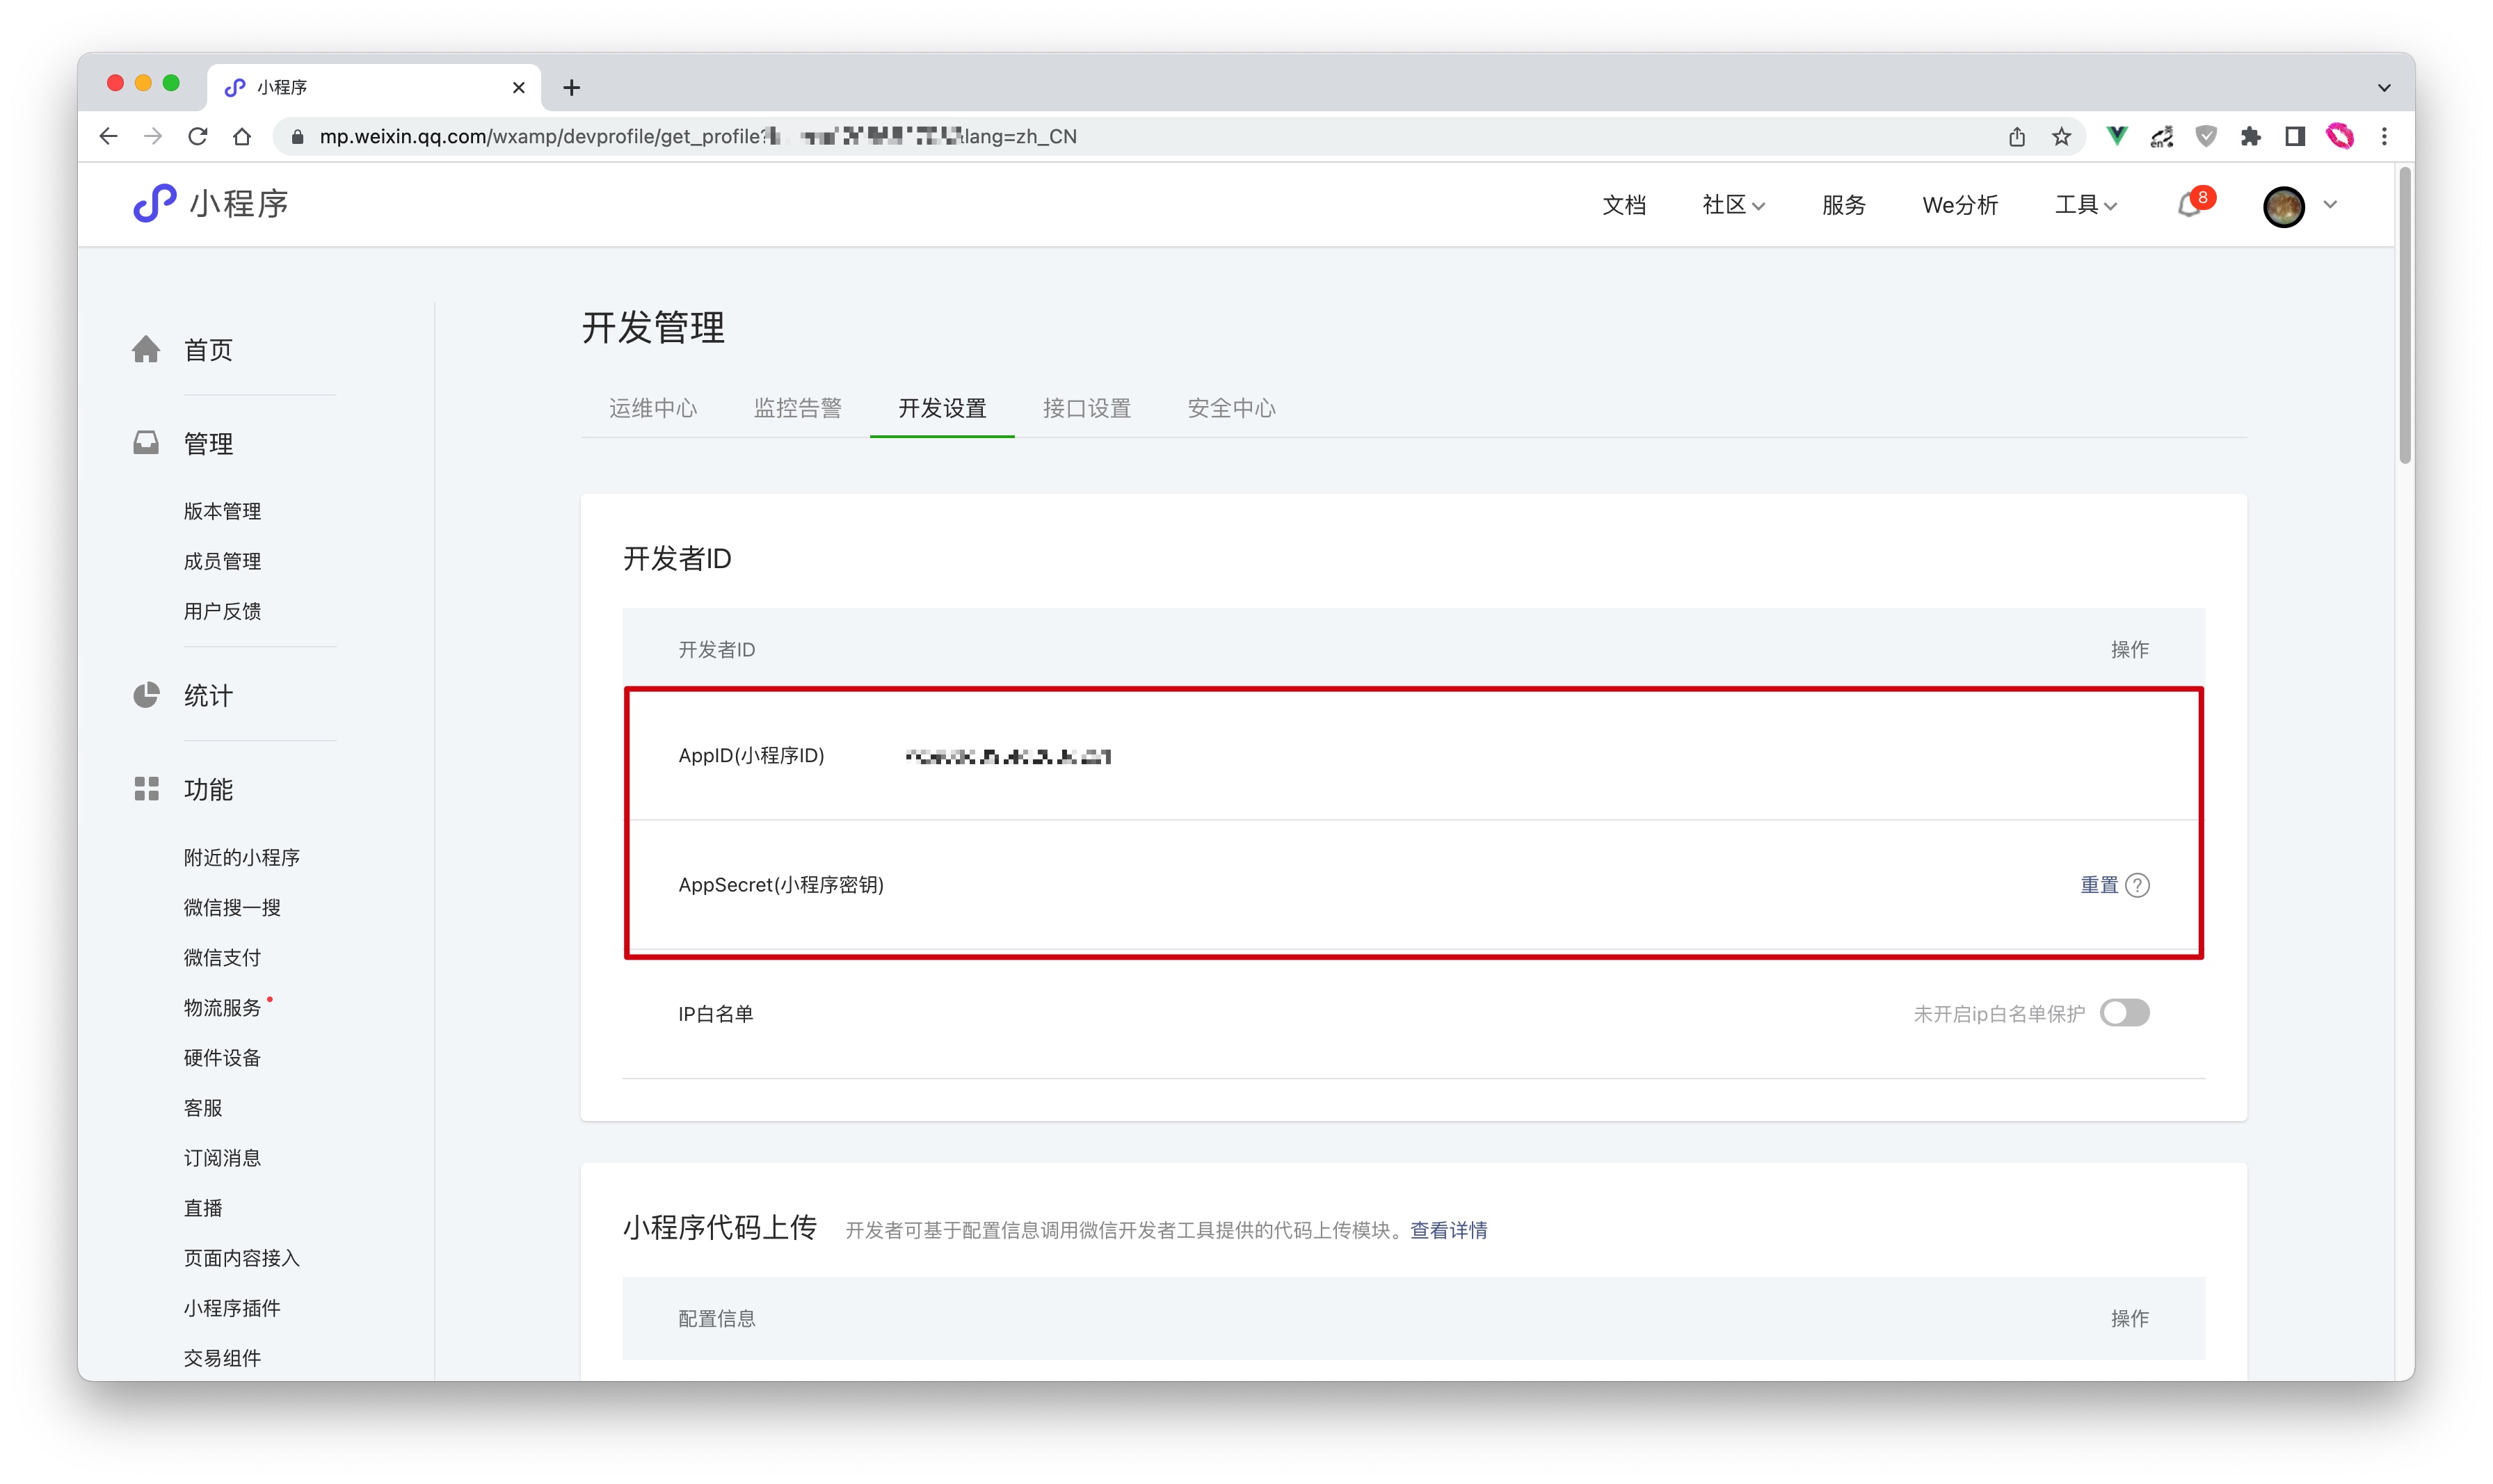 小程序
mp.weixin.qq.com/wxamp/devprofile/get_profile? lang=zh_CN
en
小程序
文档 社区 服务 We分析 工具 8
首页
管理
版本管理
成员管理
用户反馈
统计
功能
附近的小程序
微信搜一搜
微信支付
物流服务
硬件设备
客服
订阅消息
直播
页面内容接入
小程序插件
交易组件
开发管理
运维中心 监控告警 开发设置 接口设置 安全中心
开发者ID
开发者ID 操作
AppID(小程序ID)
AppSecret(小程序密钥) 重置 ?
IP白名单 未开启ip白名单保护
小程序代码上传 开发者可基于配置信息调用微信开发者工具提供的代码上传模块。查看详情
配置信息 操作